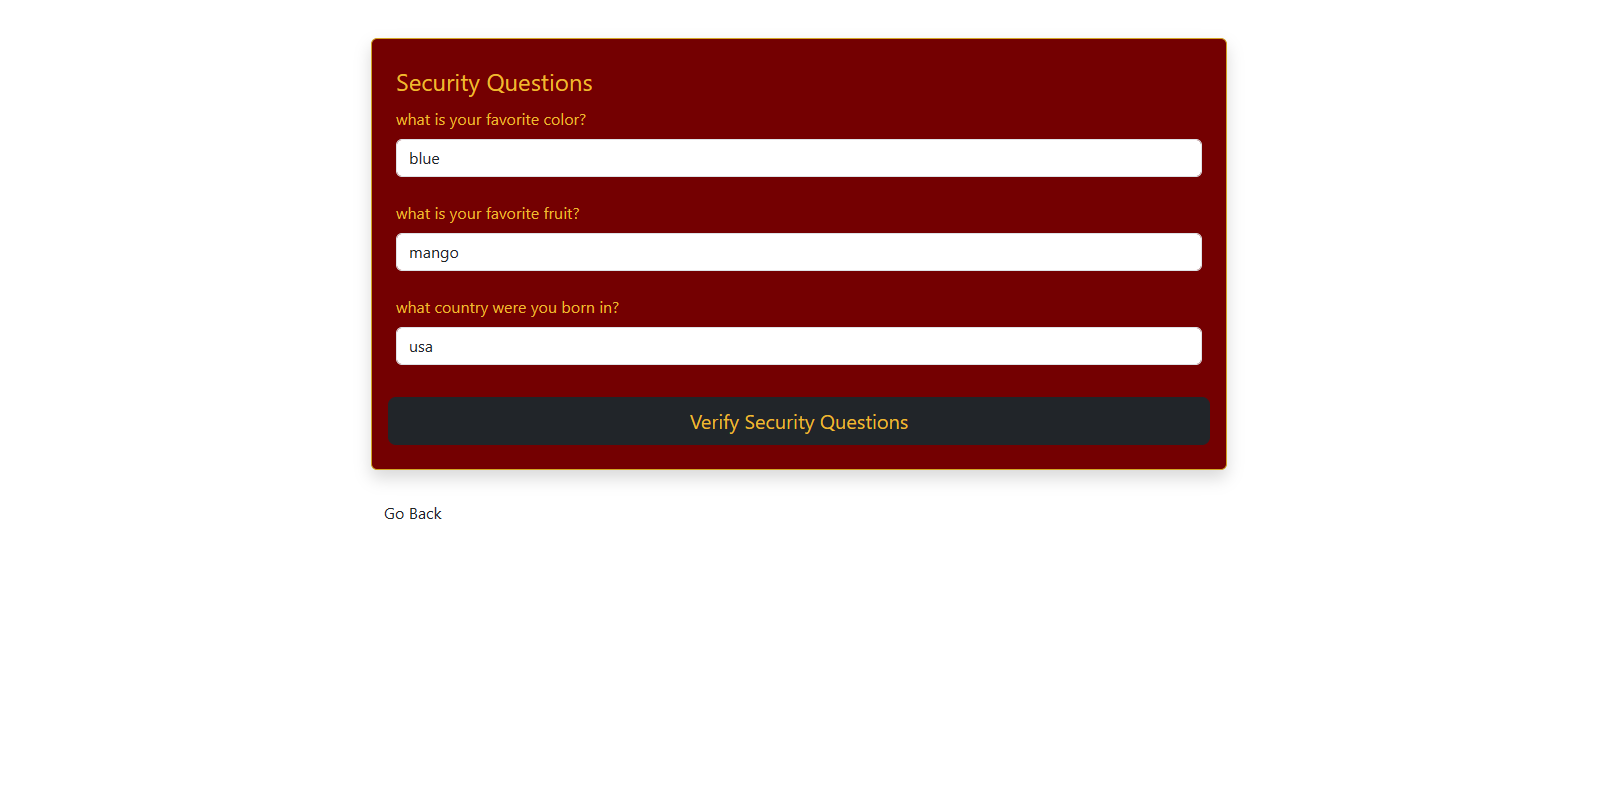 Security Questions
what is your favorite color?
blue
what is your favorite fruit?
mango
what country were you born in?
usa
Verify Security Questions
Go Back